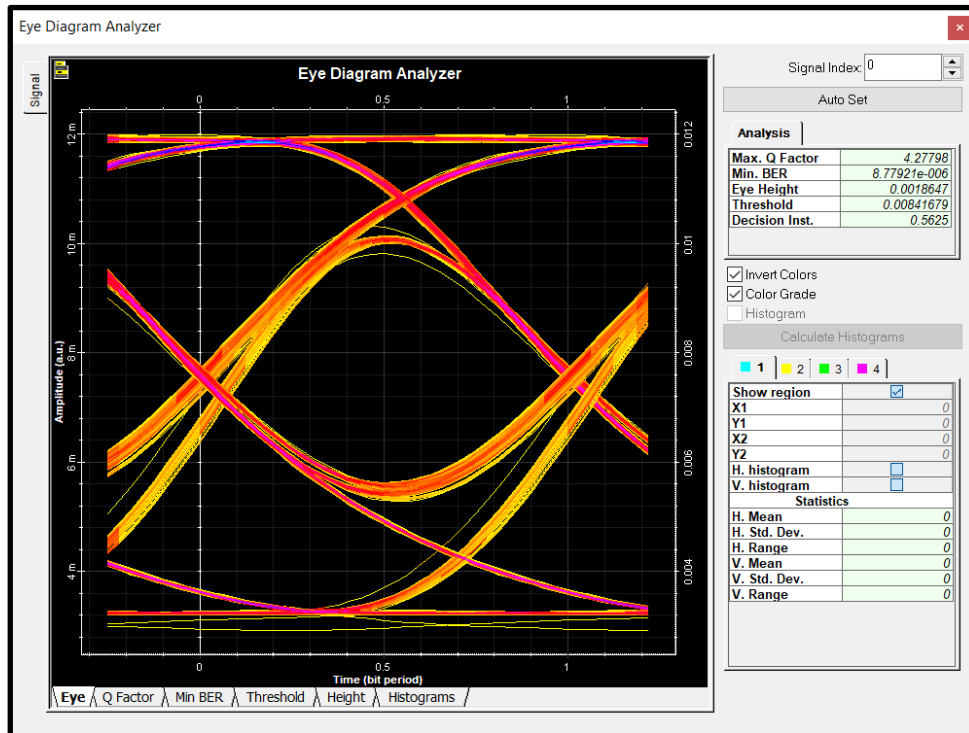 Eye Diagram Analyzer
×
Signal
Eye Diagram Analyzer
0 0.5 1
12 m
10 m
8 m
6 m
4 m
Amplitude (a.u.)
0.012
0.01
0.008
0.006
0.004
0 0.5 1
Time (bit period)
Eye Q Factor Min BER Threshold Height Histograms
Signal Index: 0
Auto Set
Analysis
Max. Q Factor 4.27798
Min. BER 8.77921e-006
Eye Height 0.0018647
Threshold 0.00841679
Decision Inst. 0.5625
Invert Colors
Color Grade
Histogram
Calculate Histograms
1 2 3 4
Show region
X1 0
Y1 0
X2 0
Y2 0
H. histogram
V. histogram
Statistics
H. Mean 0
H. Std. Dev. 0
H. Range 0
V. Mean 0
V. Std. Dev. 0
V. Range 0